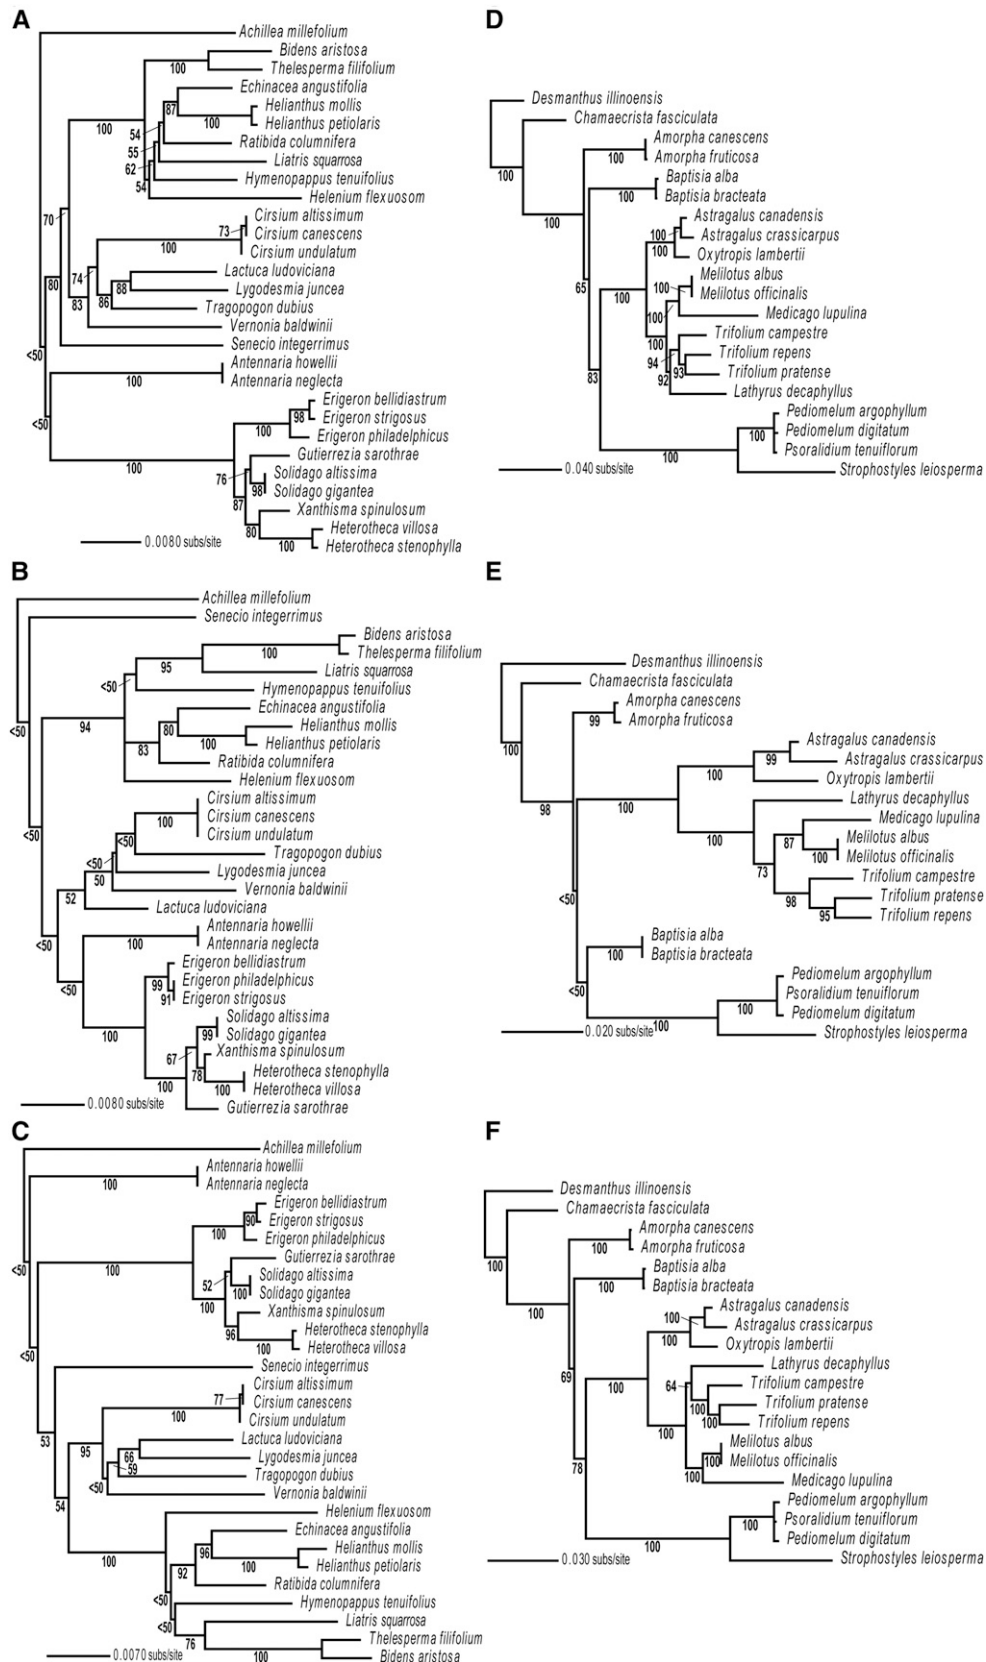 A
Achillea millefolium
Bidens aristosa
100
Thelesperma filifolium
Echinacea angustifolia
87
Helianthus mollis
100
Helianthus petiolaris
100
54
Ratibida columnifera
55
Liatris squarrosa
62
Hymenopappus tenuifolius
54
Helenium flexuosom
70
Cirsium altissimum
73
Cirsium canescens
100
Cirsium undulatum
74
Lactuca ludoviciana
80
88
Lygodesmia juncea
83
86
Tragopogon dubius
Vernonia baldwinii
Senecio integerrimus
<50
Antennaria howellii
100
Antennaria neglecta
Erigeron bellidiastrum
98
Erigeron strigosus
<50
100
Erigeron philadelphicus
Gutierrezia sarothrae
100
76
Solidago altissima
98
Solidago gigantea
87
Xanthisma spinulosum
80
Heterotheca villosa
100
Heterotheca stenophylla
0.0080 subs/site
B
Achillea millefolium
Senecio integerrimus
Bidens aristosa
100
Thelesperma filifolium
95
Liatris squarrosa
<50
Hymenopappus tenuifolius
Echinacea angustifolia
<50
94
80
Helianthus mollis
100
Helianthus petiolaris
83
Ratibida columnifera
Helenium flexuosom
Cirsium altissimum
100
Cirsium canescens
<50
Cirsium undulatum
<50
Tragopogon dubius
<50
Lygodesmia juncea
50
Vernonia baldwinii
52
Lactuca ludoviciana
Antennaria howellii
<50
100
Antennaria neglecta
Erigeron bellidiastrum
<50
99
Erigeron philadelphicus
91
Erigeron strigosus
100
Solidago altissima
99
Solidago gigantea
67
Xanthisma spinulosum
78
Heterotheca stenophylla
100
100
Heterotheca villosa
Gutierrezia sarothrae
0.0080 subs/site
C
Achillea millefolium
Antennaria howellii
100
Antennaria neglecta
Erigeron bellidiastrum
90
Erigeron strigosus
100
Erigeron philadelphicus
Gutierrezia sarothrae
<50
100
52
Solidago altissima
100
Solidago gigantea
100
Xanthisma spinulosum
96
Heterotheca stenophylla
100
Heterotheca villosa
<50
Senecio integerrimus
Cirsium altissimum
77
Cirsium canescens
100
Cirsium undulatum
53
95
Lactuca ludoviciana
66
Lygodesmia juncea
59
Tragopogon dubius
<50
Vernonia baldwinii
54
Helenium flexuosom
Echinacea angustifolia
100
96
Helianthus mollis
100
Helianthus petiolaris
92
Ratibida columnifera
<50
Hymenopappus tenuifolius
<50
Liatris squarrosa
76
Thelesperma filifolium
100
Bidens aristosa
0.0070 subs/site
D
Desmanthus illinoensis
Chamaecrista fasciculata
Amorpha canescens
100
Amorpha fruticosa
100
Baptisia alba
100
Baptisia bracteata
100
Astragalus canadensis
100
Astragalus crassicarpus
100
Oxytropis lambertii
65
Melilotus albus
100
100
Melilotus officinalis
100
Medicago lupulina
Trifolium campestre
100
Trifolium repens
94
93
Trifolium pratense
83
92
Lathyrus decaphyllus
Pediomelum argophyllum
100
Pediomelum digitatum
100
Psoralidium tenuiflorum
Strophostyles leiosperma
0.040 subs/site
E
Desmanthus illinoensis
Chamaecrista fasciculata
Amorpha canescens
99
Amorpha fruticosa
100
Astragalus canadensis
99
Astragalus crassicarpus
100
Oxytropis lambertii
98
100
Lathyrus decaphyllus
Medicago lupulina
100
87
Melilotus albus
100
Melilotus officinalis
73
Trifolium campestre
98
Trifolium pratense
<50
95
Trifolium repens
Baptisia alba
100
Baptisia bracteata
Pediomelum argophyllum
<50
100
Psoralidium tenuiflorum
Pediomelum digitatum
100
Strophostyles leiosperma
0.020 subs/site
F
Desmanthus illinoensis
Chamaecrista fasciculata
Amorpha canescens
100
Amorpha fruticosa
100
Baptisia alba
100
Baptisia bracteata
100
Astragalus canadensis
100
Astragalus crassicarpus
100
Oxytropis lambertii
Lathyrus decaphyllus
69
100
64
Trifolium campestre
100
Trifolium pratense
100
Trifolium repens
100
Melilotus albus
100
Melilotus officinalis
78
100
Medicago lupulina
Pediomelum argophyllum
100
Psoralidium tenuiflorum
100
Pediomelum digitatum
Strophostyles leiosperma
0.030 subs/site